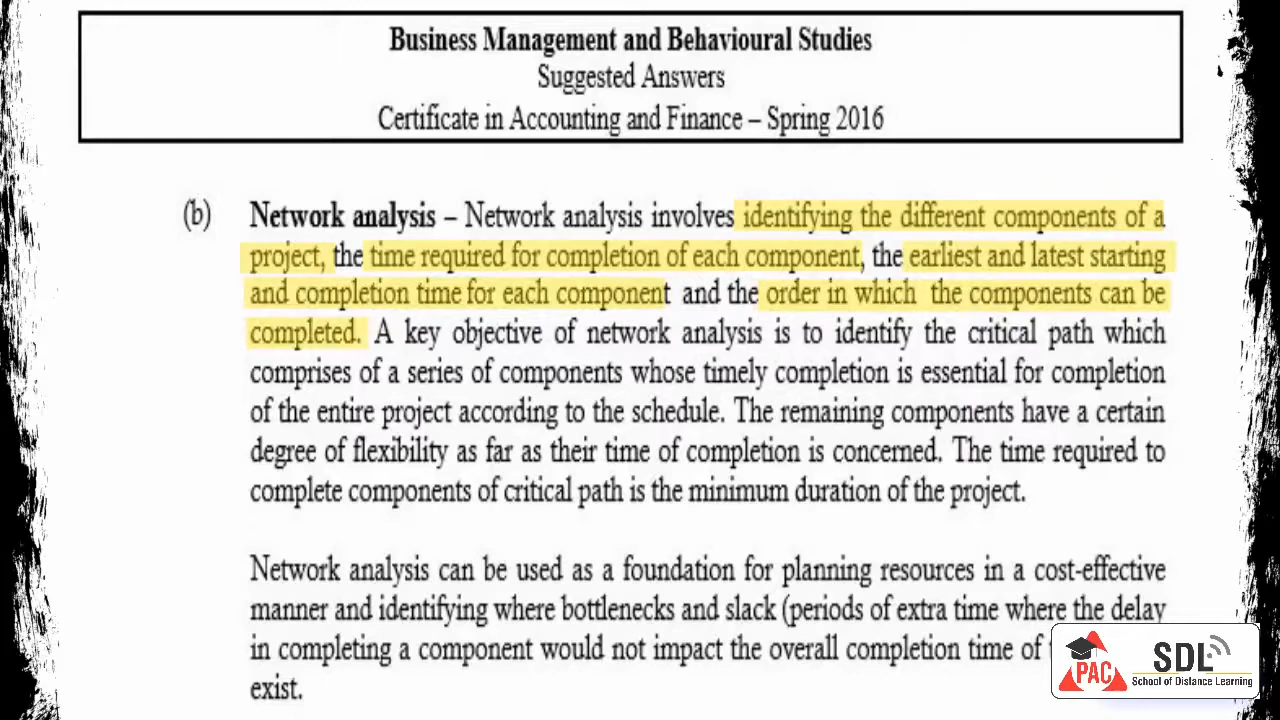 Business Management and Behavioural Studies
Suggested Answers
Certificate in Accounting and Finance – Spring 2016
(b) Network analysis – Network analysis involves identifying the different components of a
project, the time required for completion of each component, the earliest and latest starting
and completion time for each component and the order in which the components can be
completed. A key objective of network analysis is to identify the critical path which
comprises of a series of components whose timely completion is essential for completion
of the entire project according to the schedule. The remaining components have a certain
degree of flexibility as far as their time of completion is concerned. The time required to
complete components of critical path is the minimum duration of the project.
Network analysis can be used as a foundation for planning resources in a cost-effective
manner and identifying where bottlenecks and slack (periods of extra time where the delay
in completing a component would not impact the overall completion time of
exist.
PAC
SDL
School of Distance Learning